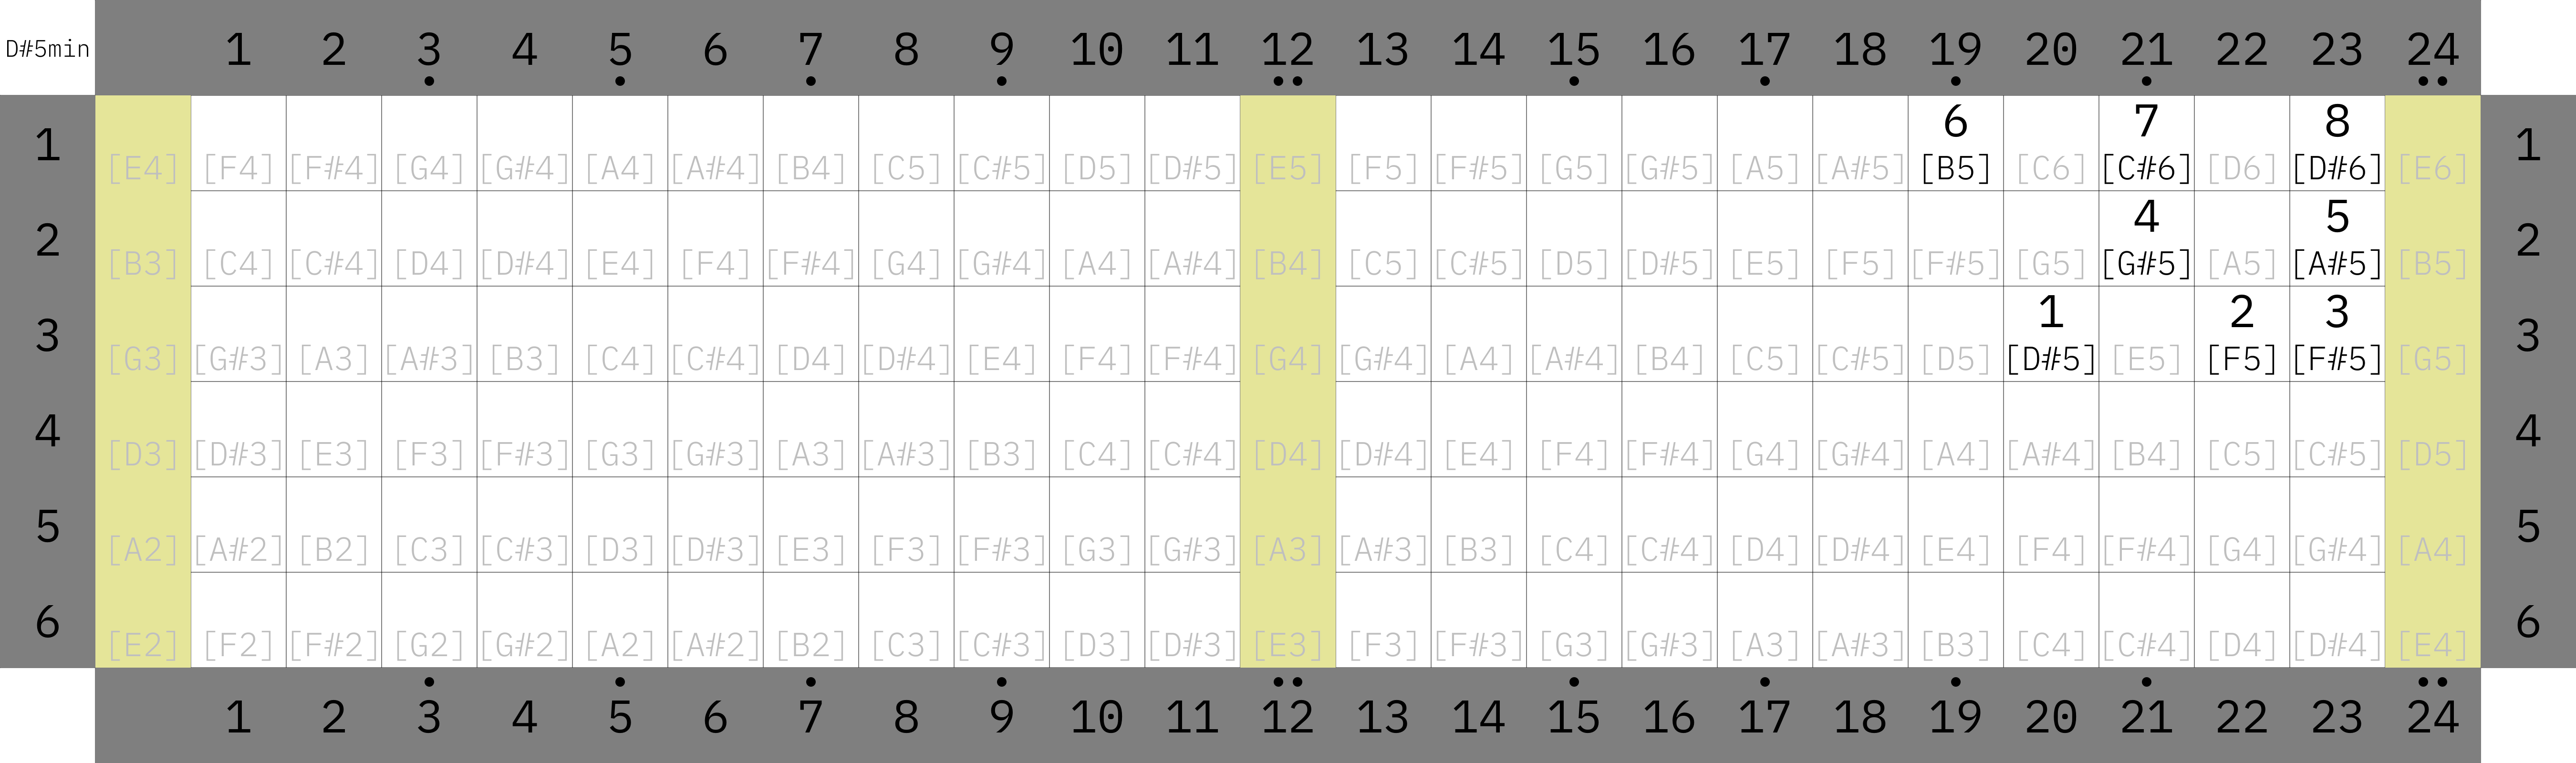 1 2 3 4 5 6 7 8 9 10 11 12 13 14 15 16 17 18 19 20 21 22 23 24
D#5min
6 7 8
1 [E4] [F4] [F#4] [G4] [G#4] [A4] [A#4] [B4] [C5] [C#5] [D5] [D#5] [E5] [F5] [F#5] [G5] [G#5] [A5] [A#5] [B5] [C6] [C#6] [D6] [D#6] [E6] 1
4 5
2 [B3] [C4] [C#4] [D4] [D#4] [E4] [F4] [F#4] [G4] [G#4] [A4] [A#4] [B4] [C5] [C#5] [D5] [D#5] [E5] [F5] [F#5] [G5] [G#5] [A5] [A#5] [B5] 2
1 2 3
3 [G3] [G#3] [A3] [A#3] [B3] [C4] [C#4] [D4] [D#4] [E4] [F4] [F#4] [G4] [G#4] [A4] [A#4] [B4] [C5] [C#5] [D5] [D#5] [E5] [F5] [F#5] [G5] 3
4 [D3] [D#3] [E3] [F3] [F#3] [G3] [G#3] [A3] [A#3] [B3] [C4] [C#4] [D4] [D#4] [E4] [F4] [F#4] [G4] [G#4] [A4] [A#4] [B4] [C5] [C#5] [D5] 4
5 [A2] [A#2] [B2] [C3] [C#3] [D3] [D#3] [E3] [F3] [F#3] [G3] [G#3] [A3] [A#3] [B3] [C4] [C#4] [D4] [D#4] [E4] [F4] [F#4] [G4] [G#4] [A4] 5
6 [E2] [F2] [F#2] [G2] [G#2] [A2] [A#2] [B2] [C3] [C#3] [D3] [D#3] [E3] [F3] [F#3] [G3] [G#3] [A3] [A#3] [B3] [C4] [C#4] [D4] [D#4] [E4] 6
1 2 3 4 5 6 7 8 9 10 11 12 13 14 15 16 17 18 19 20 21 22 23 24